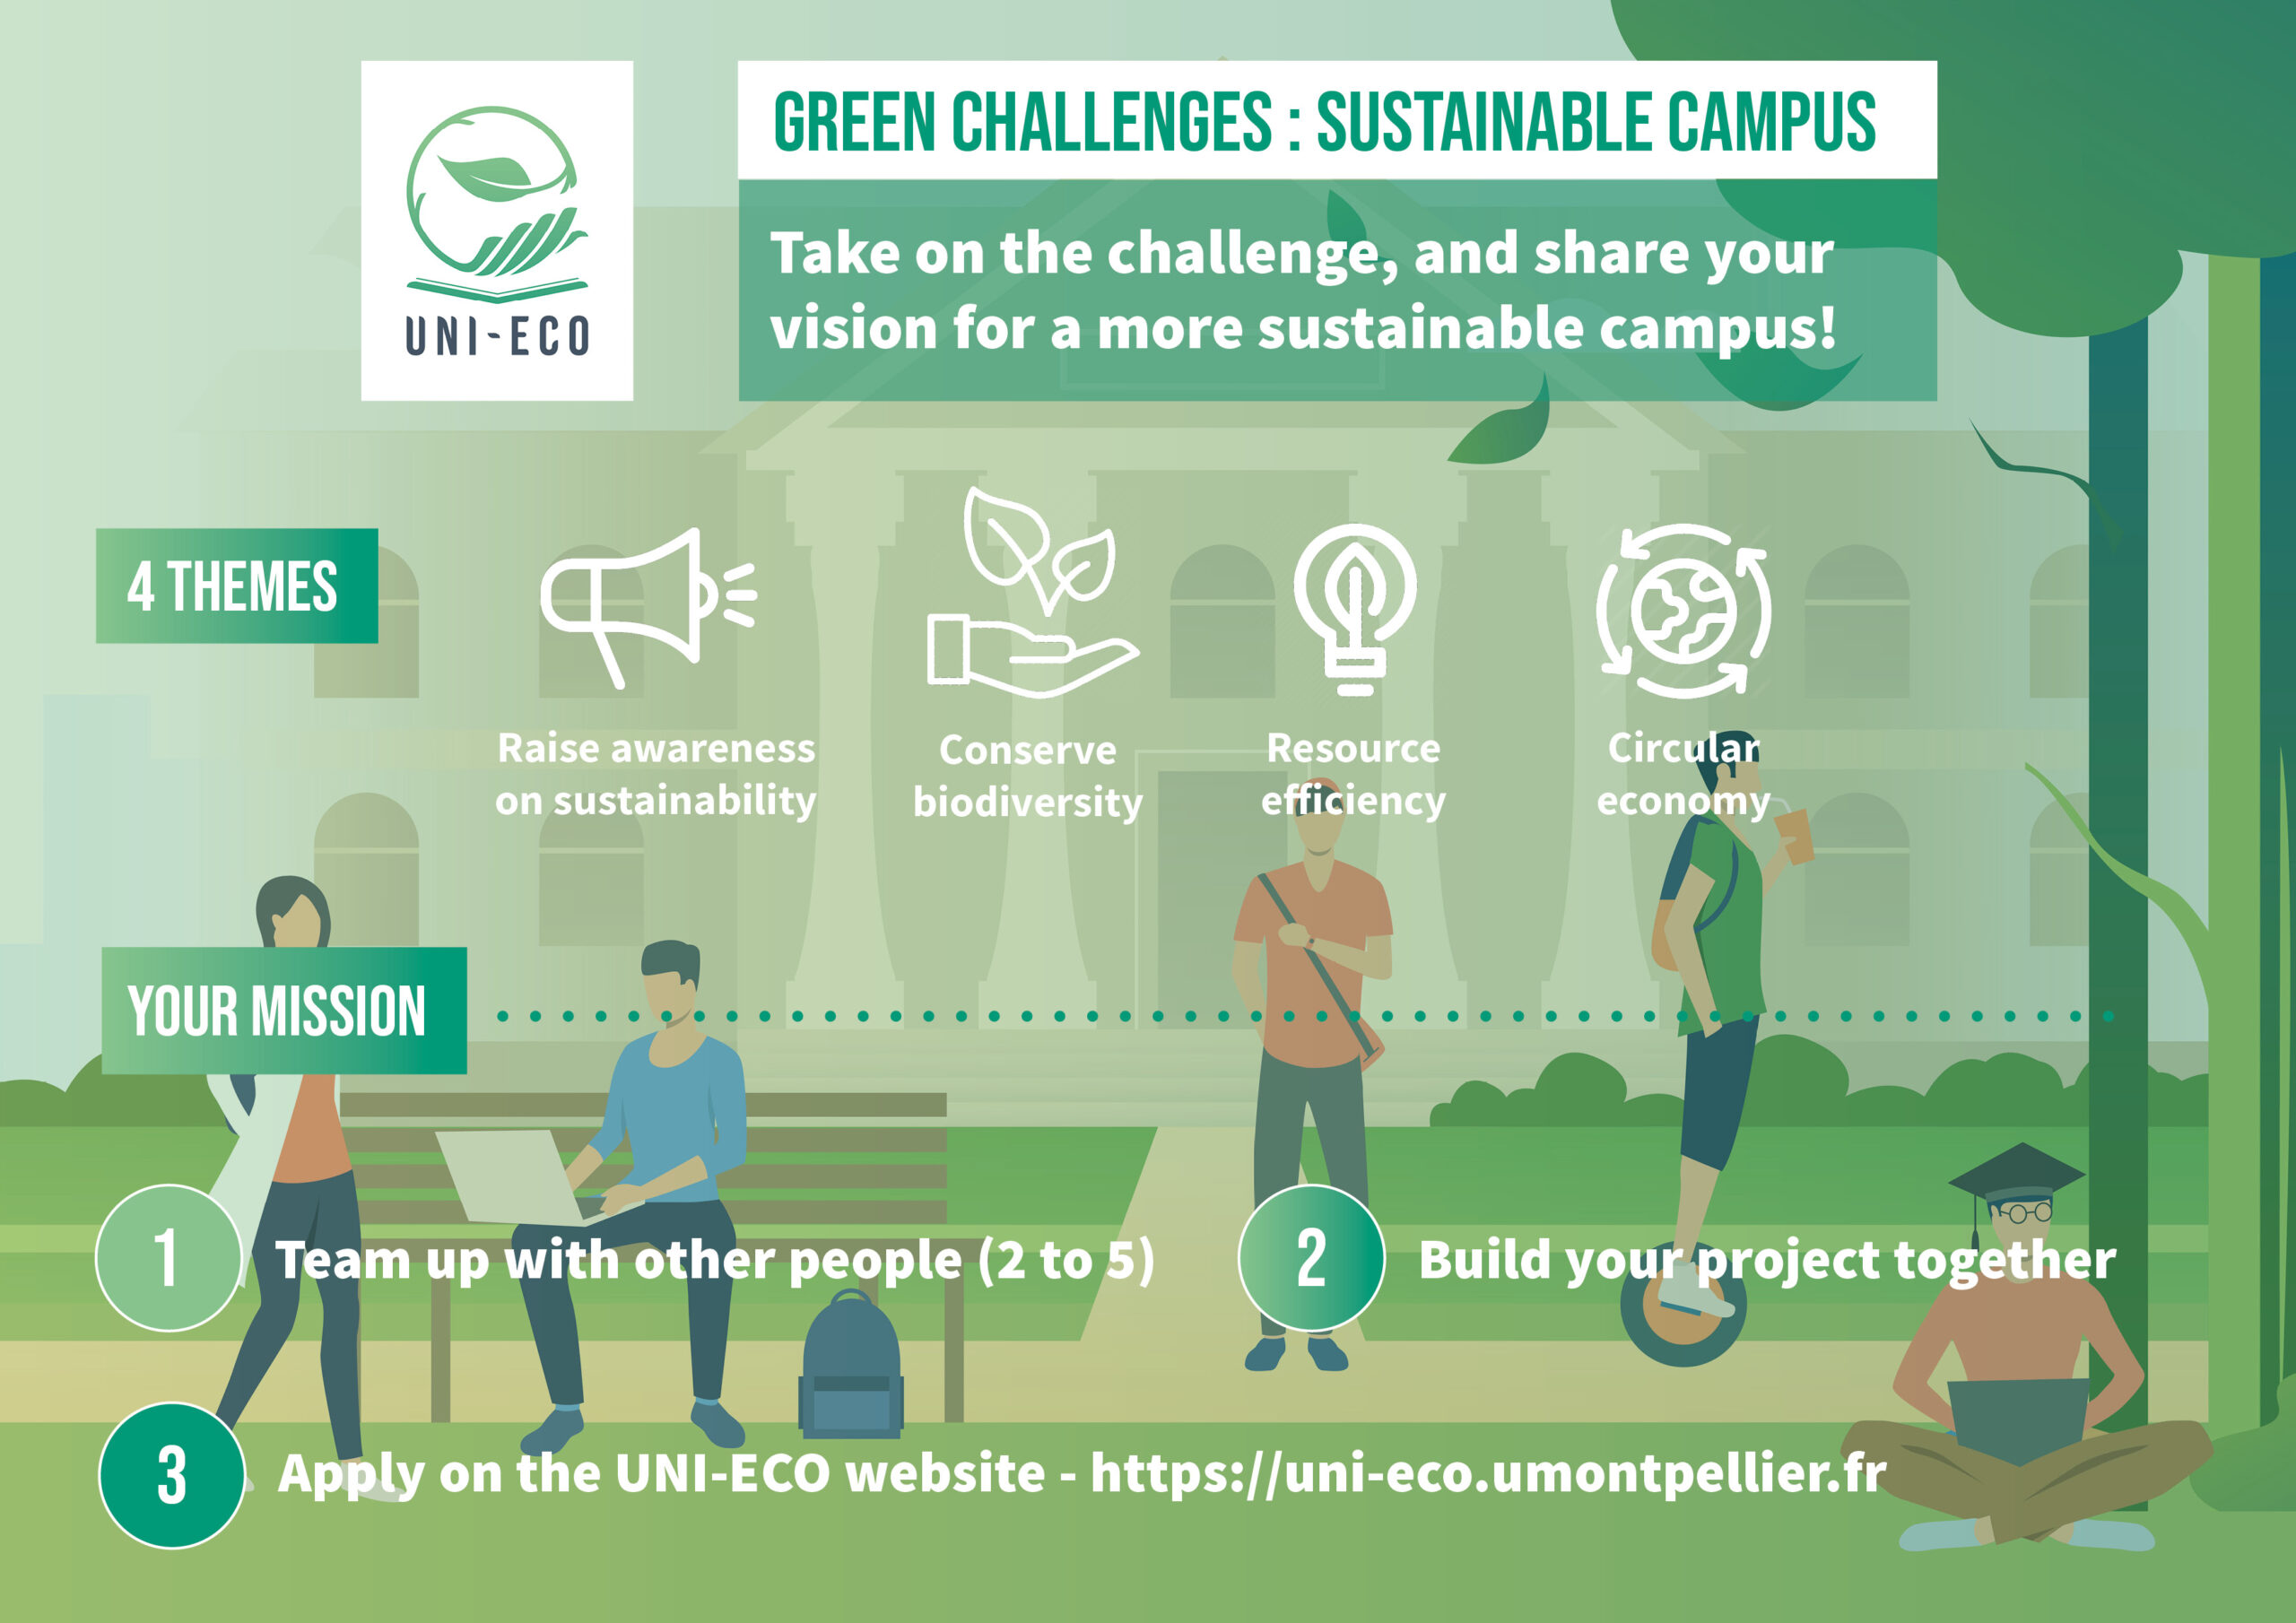 UNI-ECO
GREEN CHALLENGES : SUSTAINABLE CAMPUS
Take on the challenge, and share your
vision for a more sustainable campus!
4 THEMES
Raise awareness
on sustainability
Conserve
biodiversity
Resource
efficiency
Circular
economy
YOUR MISSION
1
Team up with other people (2 to 5)
2
Build your project together
3
Apply on the UNI-ECO website - https://uni-eco.umontpellier.fr